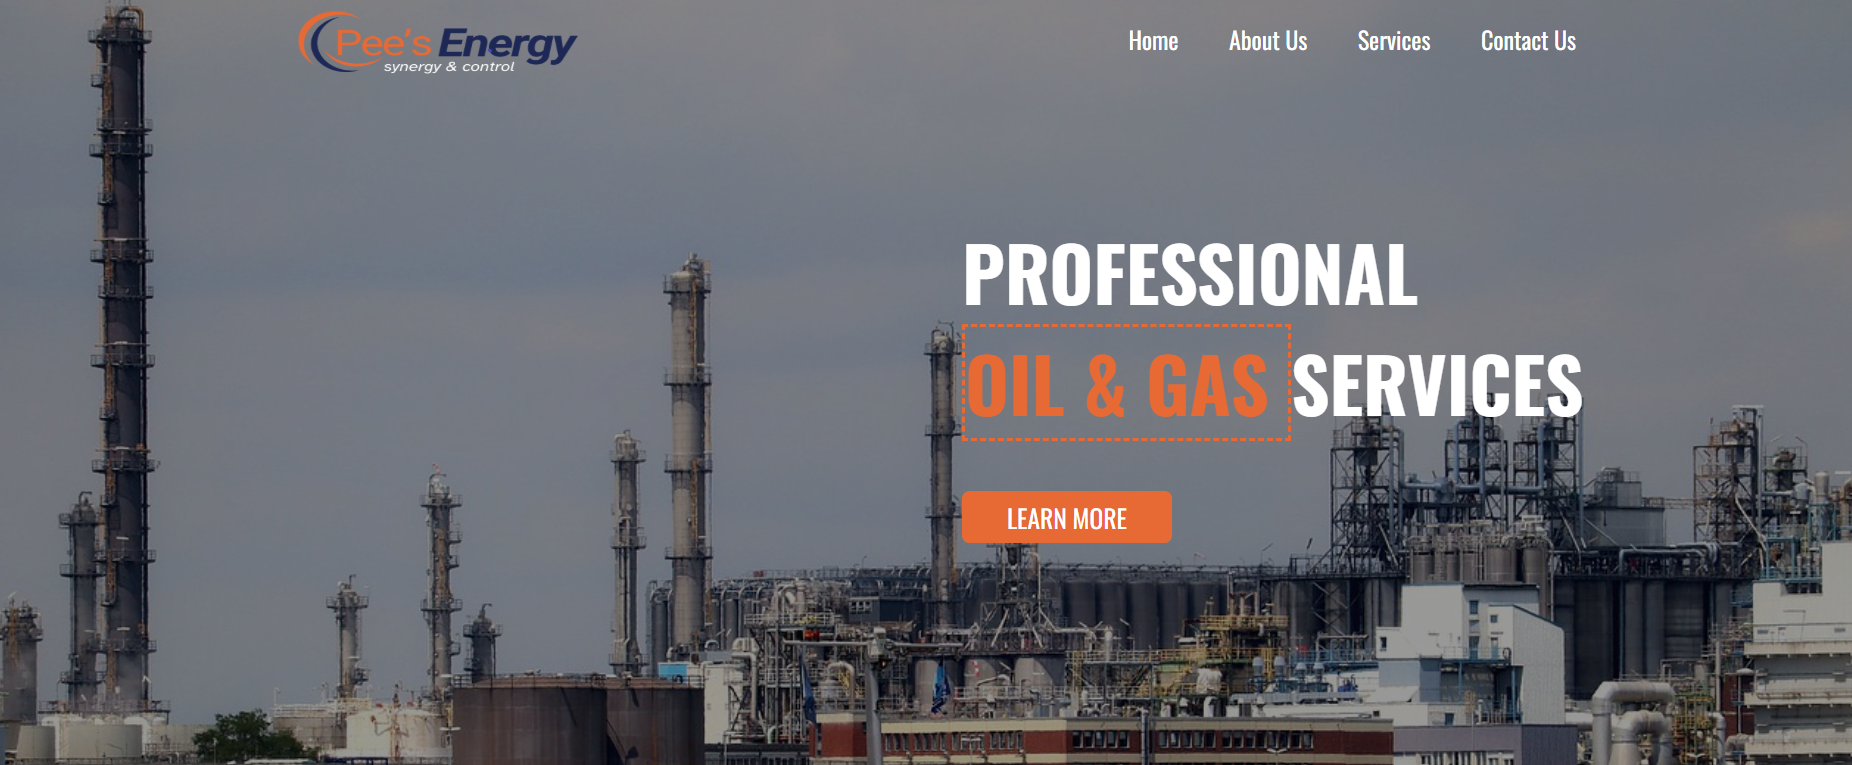 Pee's Energy
synergy & control
Home About Us Services Contact Us
PROFESSIONAL
OIL & GAS SERVICES
LEARN MORE